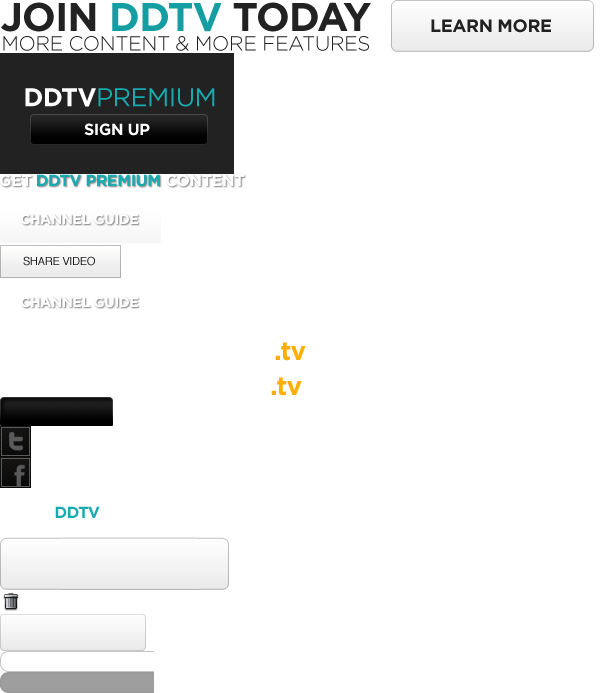 JOIN DDTV TODAY
MORE CONTENT & MORE FEATURES
LEARN MORE
DDTVPREMIUM
SIGN UP
GET DDTV PREMIUM CONTENT
CHANNEL GUIDE
SHARE VIDEO
CHANNEL GUIDE
.tv
.tv
t
f
DDTV